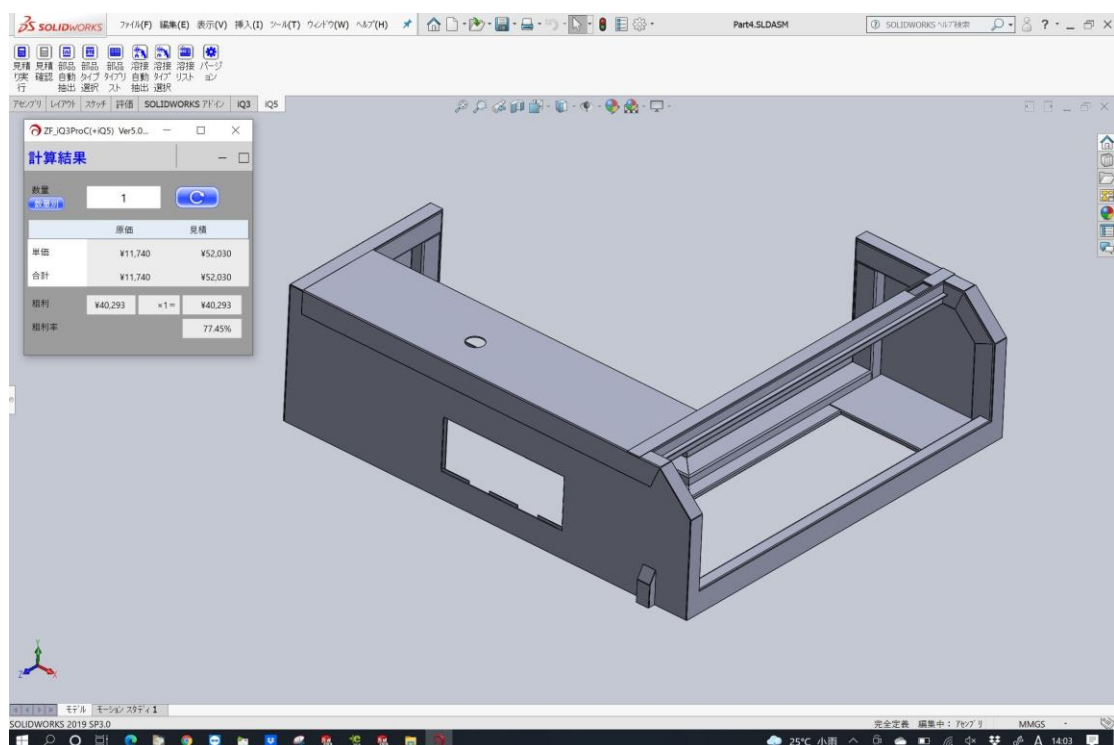 SOLIDWORKS
ファイル(F) 編集(E) 表示(V) 挿入(I) ツール(T) ウィンドウ(W) ヘルプ(H)
Part4.SLDASM
SOLIDWORKS ヘルプ検索
見積り実行
見積確認
部品自動抽出
部品タイプ選択
部品タイプリスト
溶接自動抽出
溶接タイプ選択
溶接リスト
バージョン
アセンブリ レイアウト スケッチ 評価 SOLIDWORKS アドイン iQ3 iQ5
ZF_iQ3ProC(+iQ5) Ver5.0...
計算結果
数量
数量別
1
原価 見積
単価 ¥11,740 ¥52,030
合計 ¥11,740 ¥52,030
粗利 ¥40,293 ×1= ¥40,293
粗利率 77.45%
Y
Z
X
モデル モーション スタディ 1
SOLIDWORKS 2019 SP3.0
完全定義 編集中: アセンブリ MMGS
25°C 小雨
A 14:03